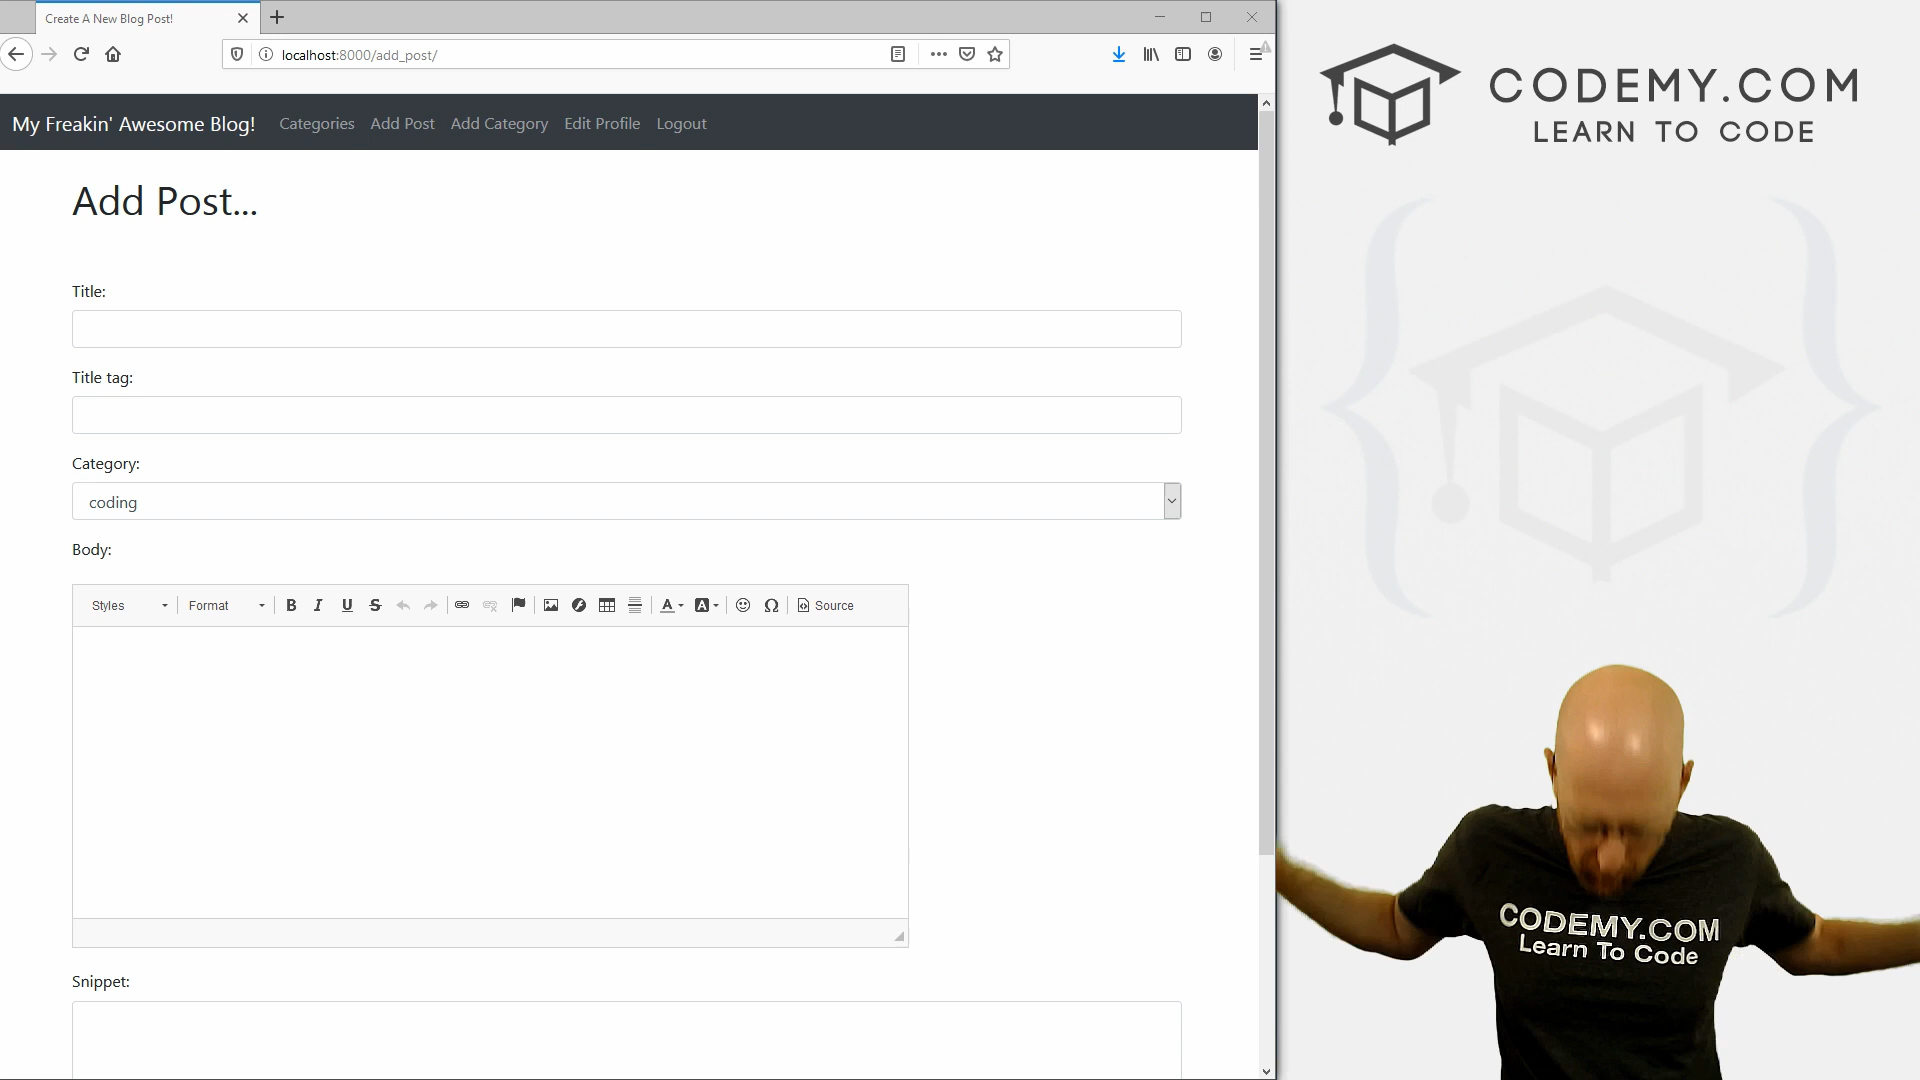 Create A New Blog Post!
localhost:8000/add_post/
My Freakin' Awesome Blog!
Categories
Add Post
Add Category
Edit Profile
Logout
Add Post...
Title:
Title tag:
Category:
coding
Body:
Styles
Format
B
I
U
S
A
A
Ω
Source
Snippet:
CODEMY.COM
LEARN TO CODE
CODEMY.COM
Learn To Code